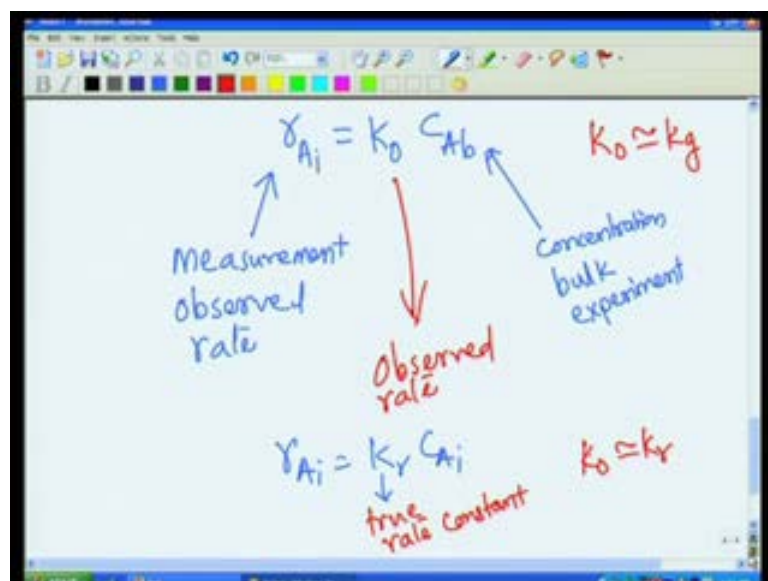 r_Ai = k_0 C_Ab
k_0 ≃ kg
Measurement
observed
rate
Concentration
bulk
experiment
Observed
rate
r_Ai = k_r C_Ai
k_0 ≃ k_r
true
rate constant